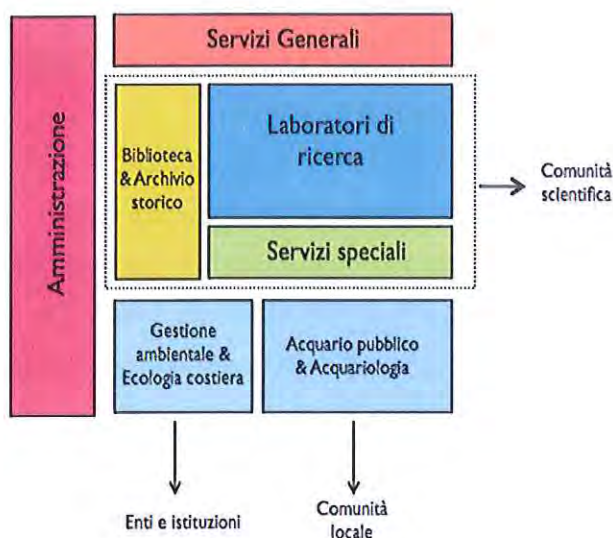 Amministrazione
Servizi Generali
Biblioteca
& Archivio
storico
Laboratori di
ricerca
Servizi speciali
Comunità
scientifica
Gestione
ambientale &
Ecologia costiera
Acquario pubblico
& Acquariologia
Enti e istituzioni
Comunità
locale